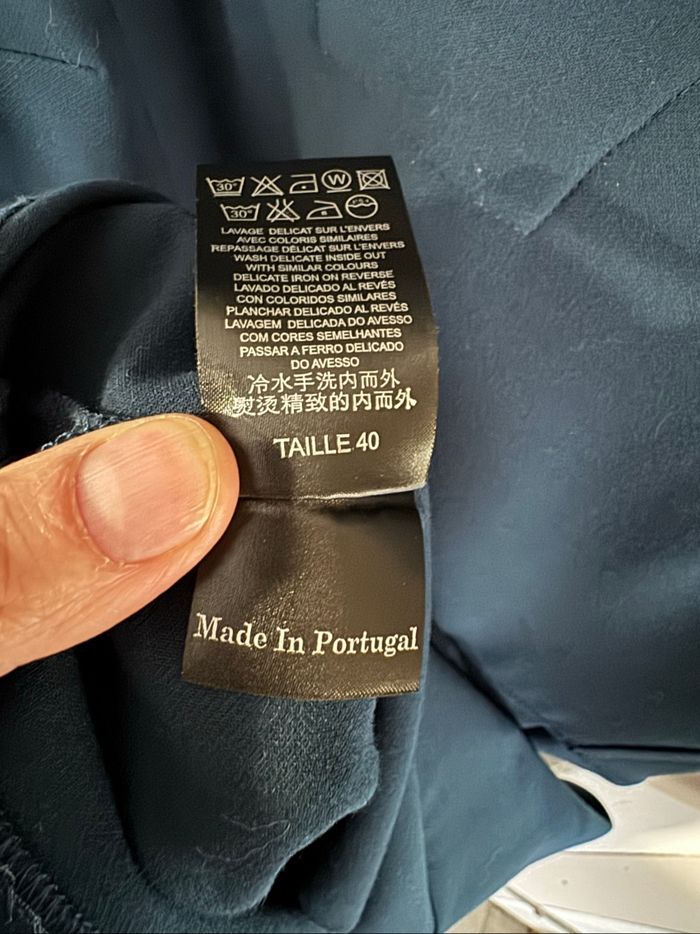 30°
W
30°
LAVAGE DELICAT SUR L'ENVERS
AVEC COLORIS SIMILAIRES
REPASSAGE DÉLICAT SUR L'ENVERS
WASH DELICATE INSIDE OUT
WITH SIMILAR COLOURS
DELICATE IRON ON REVERSE
LAVADO DELICADO AL REVÉS
CON COLORIDOS SIMILARES
PLANCHAR DELICADO AL REVÉS
LAVAGEM DELICADA DO AVESSO
COM CORES SEMELHANTES
PASSAR A FERRO DELICADO
DO AVESSO
冷水手洗内而外
熨烫精致的内而外
TAILLE 40
Made In Portugal